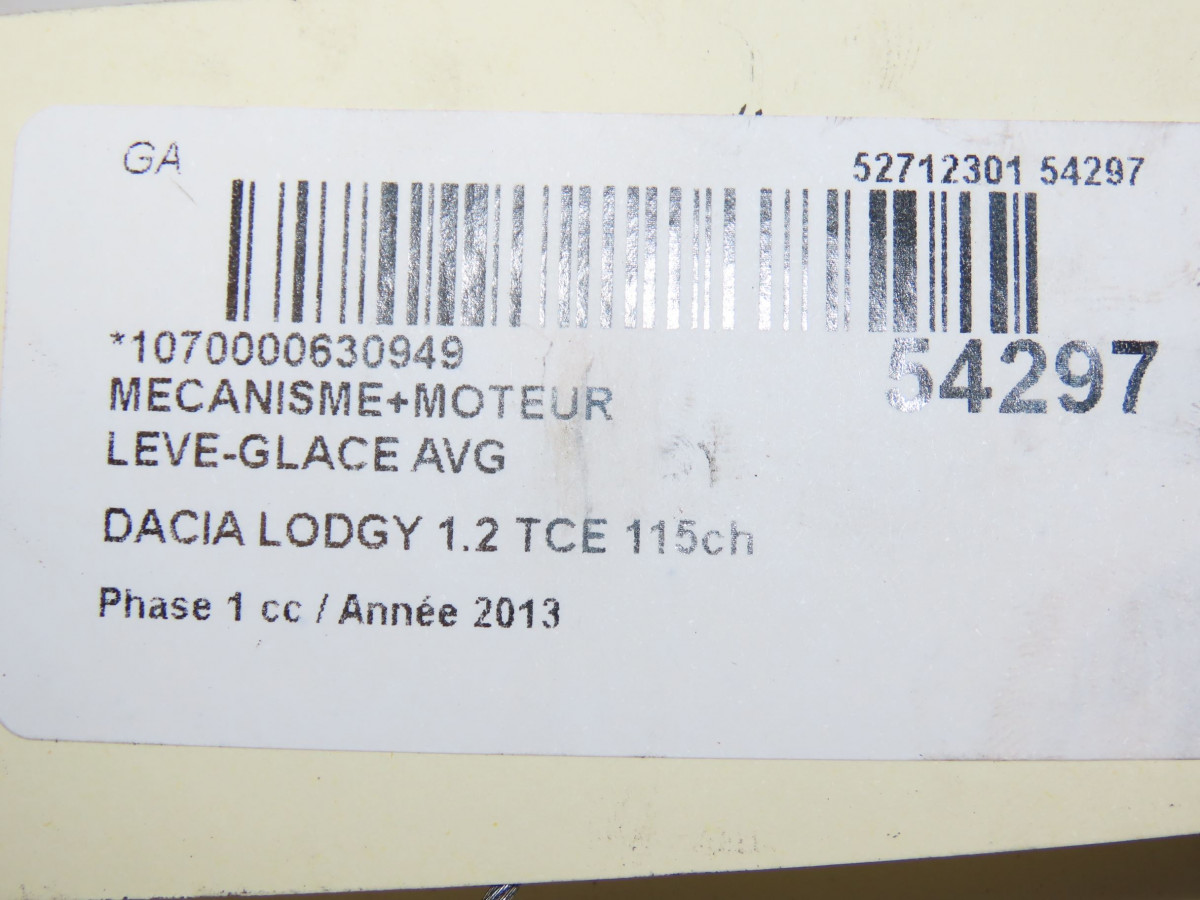 GA
52712301 54297
*1070000630949
54297
MECANISME+MOTEUR
LEVE-GLACE AVG
DACIA LODGY 1.2 TCE 115ch
Phase 1 cc / Année 2013